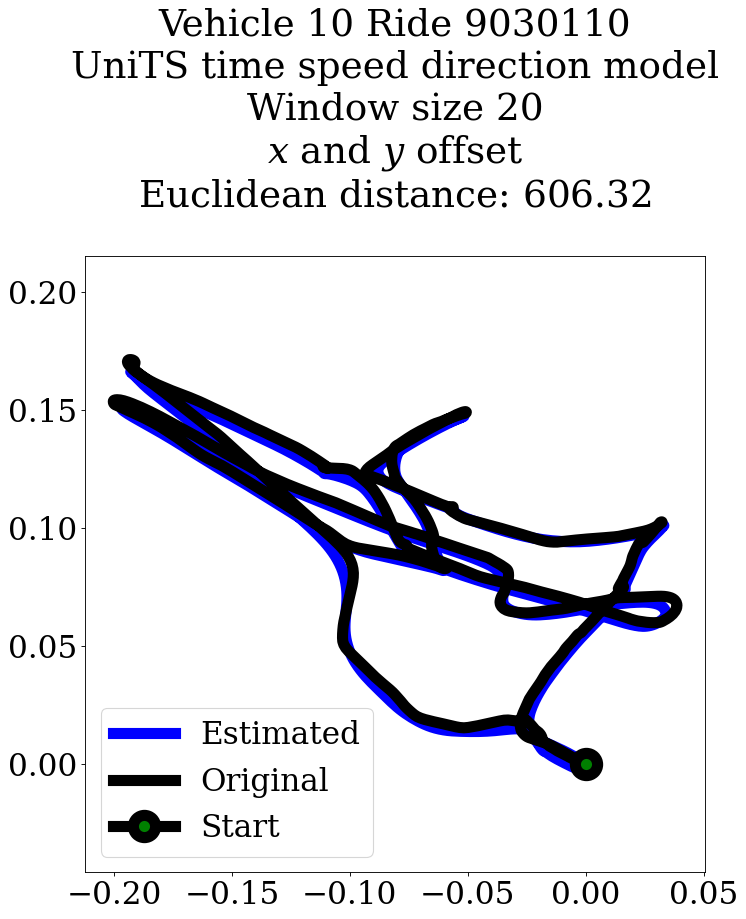 Vehicle 10 Ride 9030110
UniTS time speed direction model
Window size 20
x and y offset
Euclidean distance: 606.32
0.20
0.15
0.10
0.05
0.00
Estimated
Original
Start
−0.20 −0.15 −0.10 −0.05 0.00 0.05